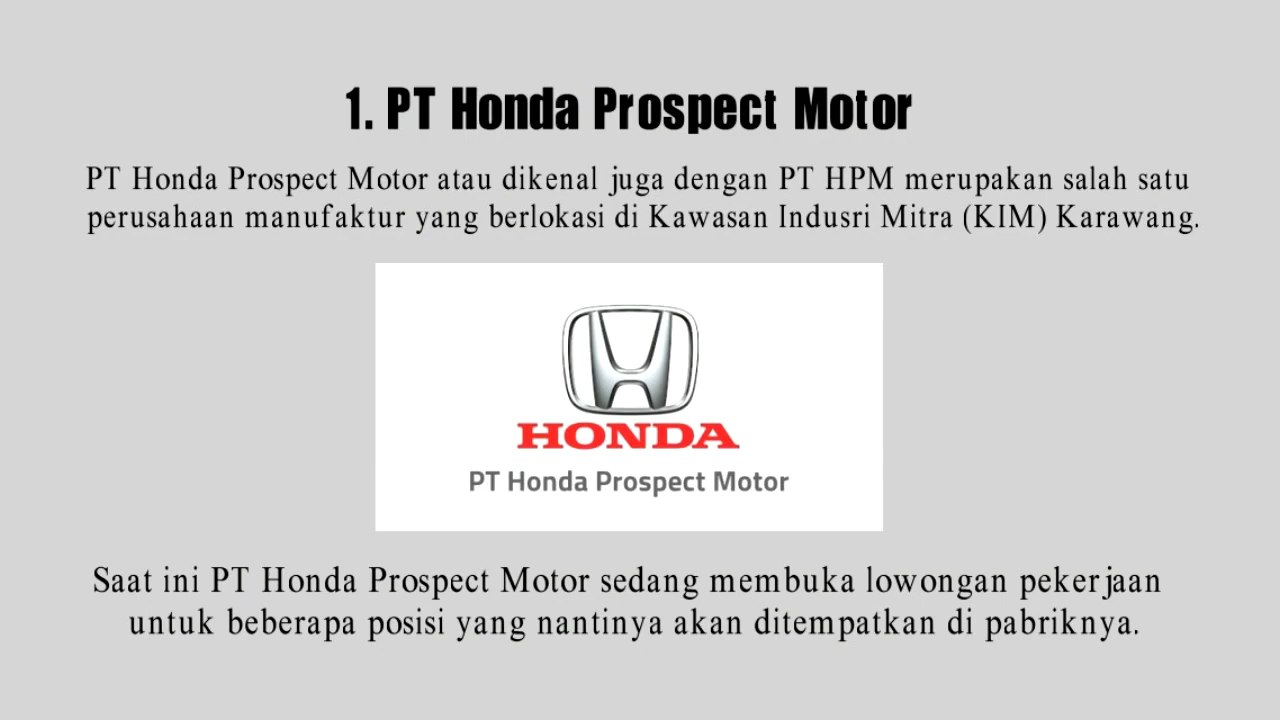 1. PT Honda Prospect Motor
PT Honda Prospect Motor atau dikenal juga dengan PT HPM merupakan salah satu
perusahaan manufaktur yang berlokasi di Kawasan Indusri Mitra (KIM) Karawang.
HONDA
PT Honda Prospect Motor
Saat ini PT Honda Prospect Motor sedang membuka lowongan pekerjaan
untuk beberapa posisi yang nantinya akan ditempatkan di pabriknya.